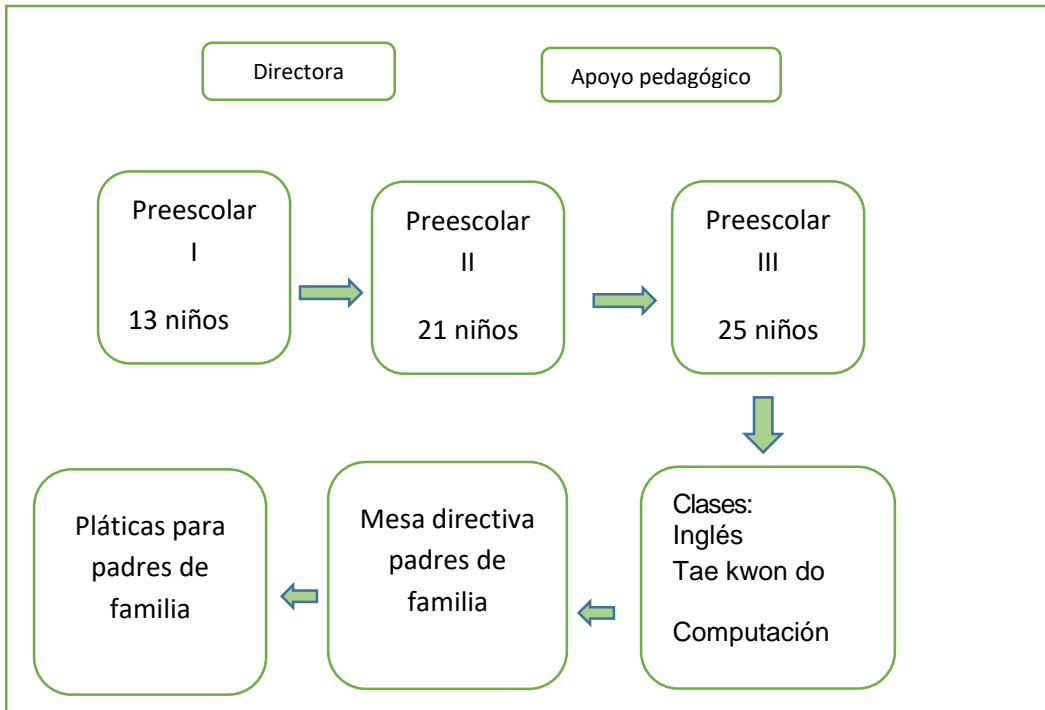 Directora
Apoyo pedagógico
Preescolar
I
13 niños
Preescolar
II
21 niños
Preescolar
III
25 niños
Pláticas para
padres de
familia
Mesa directiva
padres de
familia
Clases:
Inglés
Tae kwon do
Computación